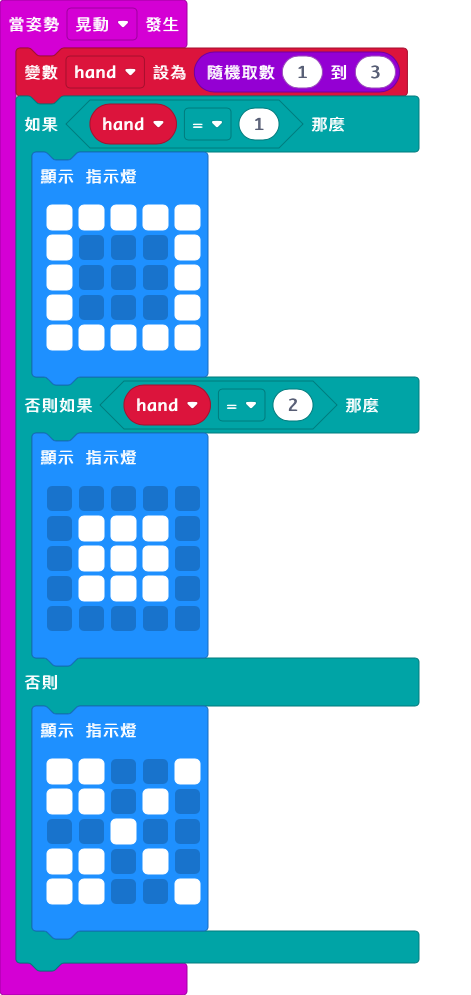 當姿勢 晃動 發生
變數 hand 設為 隨機取數 1 到 3
如果 hand = 1 那麼
顯示 指示燈
否則如果 hand = 2 那麼
顯示 指示燈
否則
顯示 指示燈